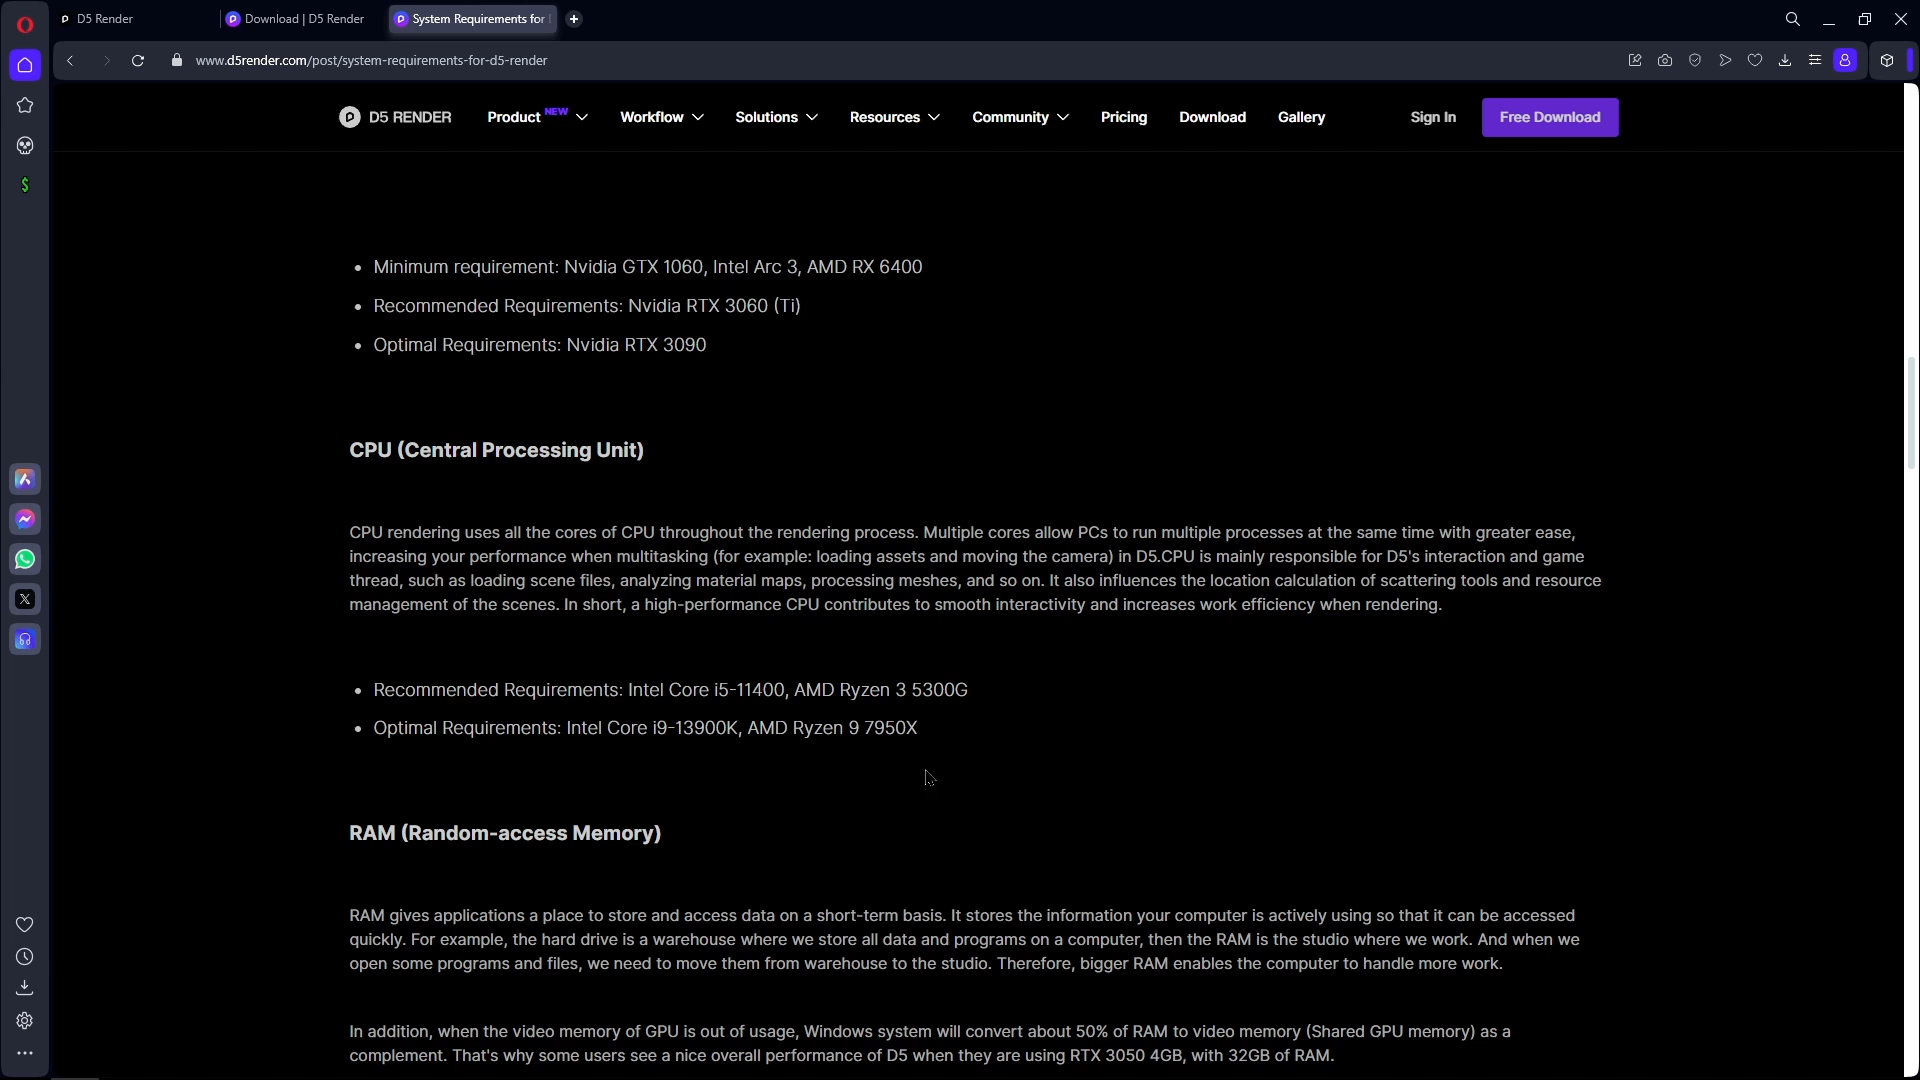 D5 Render
Download | D5 Render
System Requirements for
www.d5render.com/post/system-requirements-for-d5-render
D5 RENDER
Product NEW
Workflow
Solutions
Resources
Community
Pricing
Download
Gallery
Sign In
Free Download
• Minimum requirement: Nvidia GTX 1060, Intel Arc 3, AMD RX 6400
• Recommended Requirements: Nvidia RTX 3060 (Ti)
• Optimal Requirements: Nvidia RTX 3090
CPU (Central Processing Unit)
CPU rendering uses all the cores of CPU throughout the rendering process. Multiple cores allow PCs to run multiple processes at the same time with greater ease,
increasing your performance when multitasking (for example: loading assets and moving the camera) in D5.CPU is mainly responsible for D5's interaction and game
thread, such as loading scene files, analyzing material maps, processing meshes, and so on. It also influences the location calculation of scattering tools and resource
management of the scenes. In short, a high-performance CPU contributes to smooth interactivity and increases work efficiency when rendering.
• Recommended Requirements: Intel Core i5-11400, AMD Ryzen 3 5300G
• Optimal Requirements: Intel Core i9-13900K, AMD Ryzen 9 7950X
RAM (Random-access Memory)
RAM gives applications a place to store and access data on a short-term basis. It stores the information your computer is actively using so that it can be accessed
quickly. For example, the hard drive is a warehouse where we store all data and programs on a computer, then the RAM is the studio where we work. And when we
open some programs and files, we need to move them from warehouse to the studio. Therefore, bigger RAM enables the computer to handle more work.
In addition, when the video memory of GPU is out of usage, Windows system will convert about 50% of RAM to video memory (Shared GPU memory) as a
complement. That's why some users see a nice overall performance of D5 when they are using RTX 3050 4GB, with 32GB of RAM.